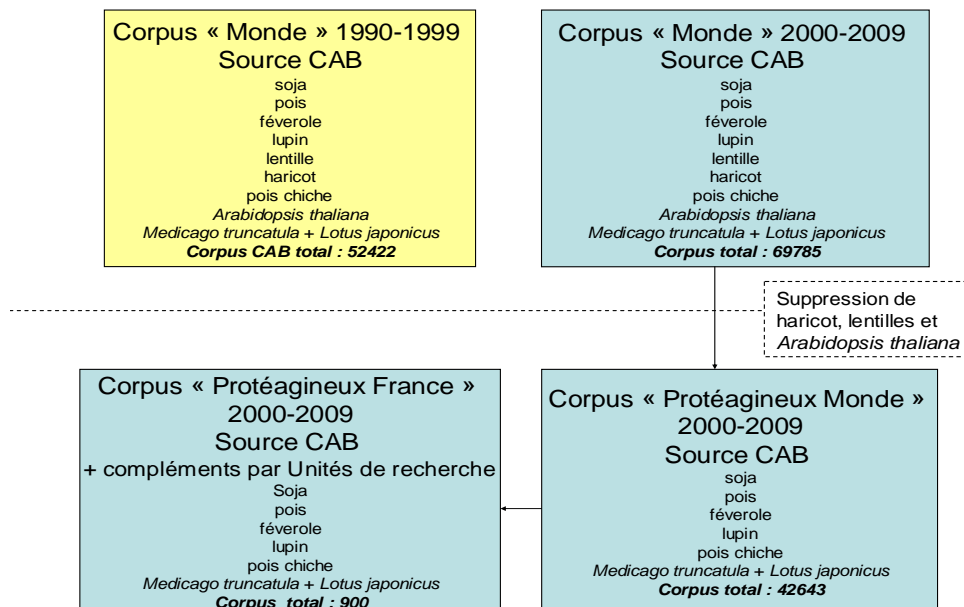 Corpus « Monde » 1990-1999
Source CAB
soja
pois
féverole
lupin
lentille
haricot
pois chiche
Arabidopsis thaliana
Medicago truncatula + Lotus japonicus
Corpus CAB total : 52422
Corpus « Monde » 2000-2009
Source CAB
soja
pois
féverole
lupin
lentille
haricot
pois chiche
Arabidopsis thaliana
Medicago truncatula + Lotus japonicus
Corpus total : 69785
Suppression de
haricot, lentilles et
Arabidopsis thaliana
Corpus « Protéagineux France »
2000-2009
Source CAB
+ compléments par Unités de recherche
Soja
pois
féverole
lupin
pois chiche
Medicago truncatula + Lotus japonicus
Corpus total : 900
Corpus « Protéagineux Monde »
2000-2009
Source CAB
soja
pois
féverole
lupin
pois chiche
Medicago truncatula + Lotus japonicus
Corpus total : 42643